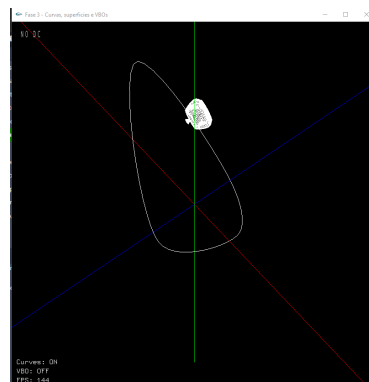 Fase 3 - Curvas, superfícies e VBOs
NO DC
Curves: ON
VBO: OFF
FPS: 144